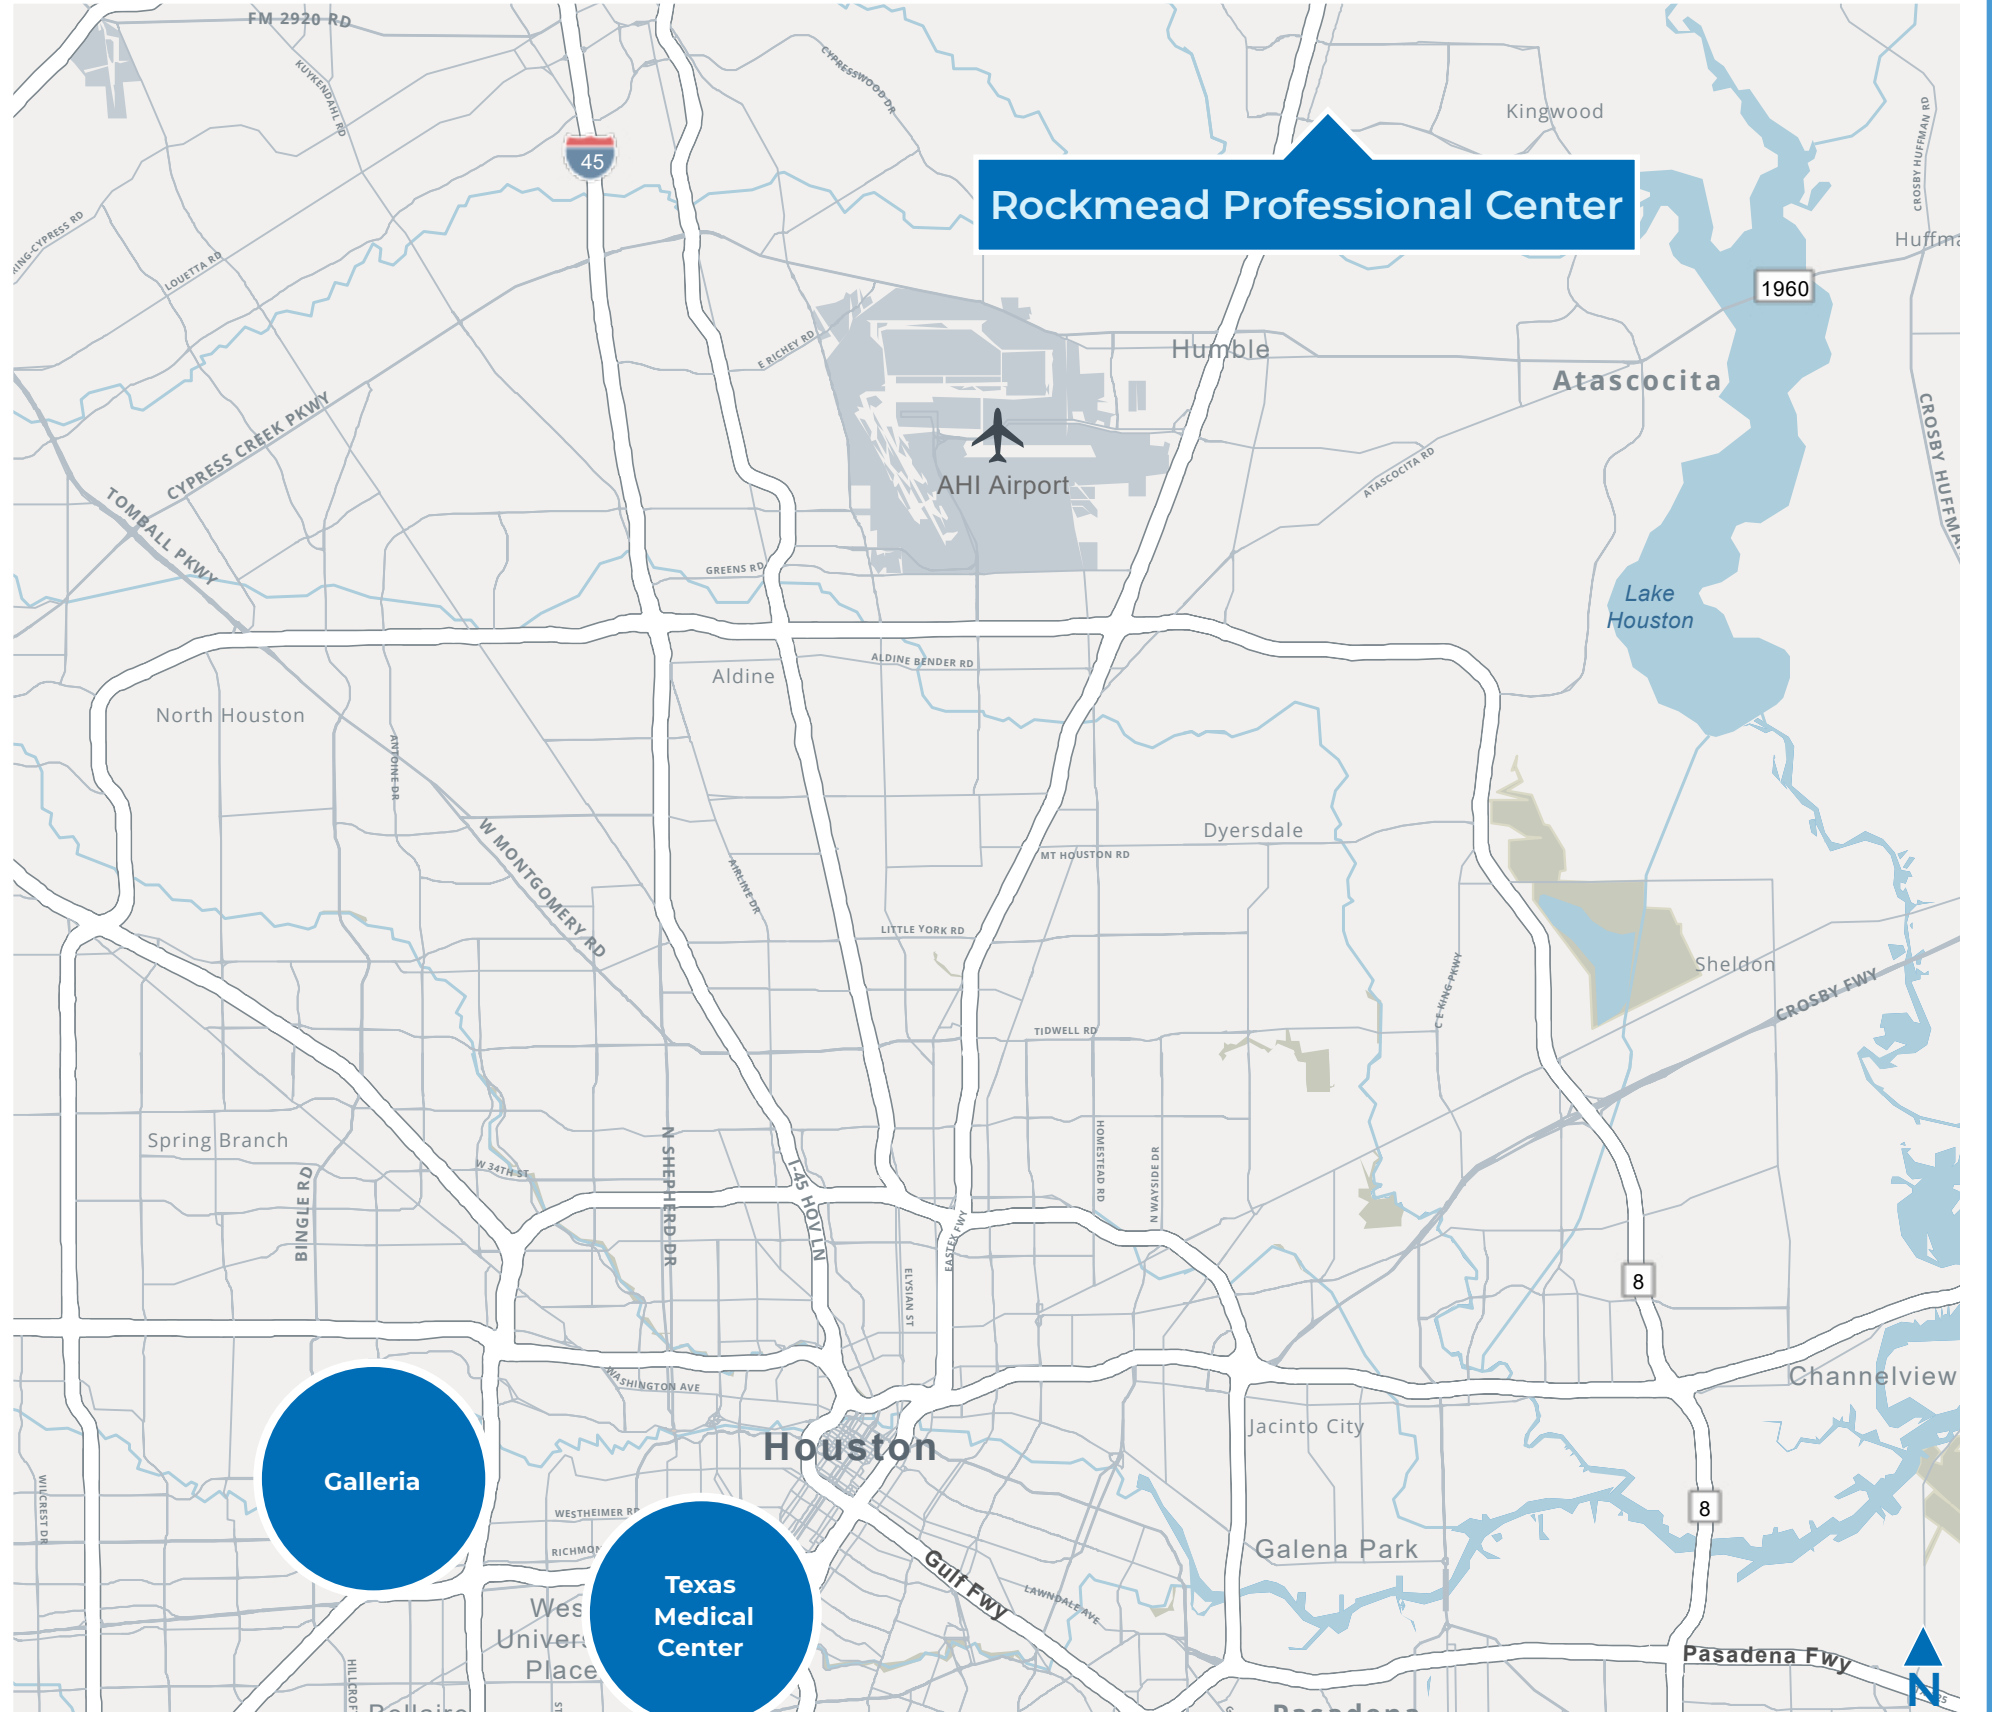 FM 2920 RD
KUYKENDAHL RD
CYPRESSWOOD DR
Kingwood
CROSBY HUFFMAN RD
45
Rockmead Professional Center
LOUETTA RD
1960
Humble
E RICHEY RD
Atascocita
CYPRESS CREEK PKWY
TOMBALL PKWY
AHI Airport
ATASCOCITA RD
GREENS RD
Lake
Houston
ALDINE BENDER RD
Aldine
North Houston
ANTOINE DR
W MONTGOMERY RD
AIRLINE DR
MT HOUSTON RD
Dyersdale
LITTLE YORK RD
C E KING PKWY
Sheldon
CROSBY FWY
TIDWELL RD
Spring Branch
W 34TH ST
BINGLE RD
N SHEPHERD DR
I-45 HOV LN
HOMESTEAD RD
N WAYSIDE DR
EASTEX FWY
ELYSIAN ST
8
WASHINGTON AVE
Channelview
Jacinto City
Houston
Galleria
WILCREST DR
WESTHEIMER RD
8
Galena Park
Gulf Fwy
LAWNDALE AVE
Texas
Medical
Center
Place
Pasadena Fwy
N
Pasadena